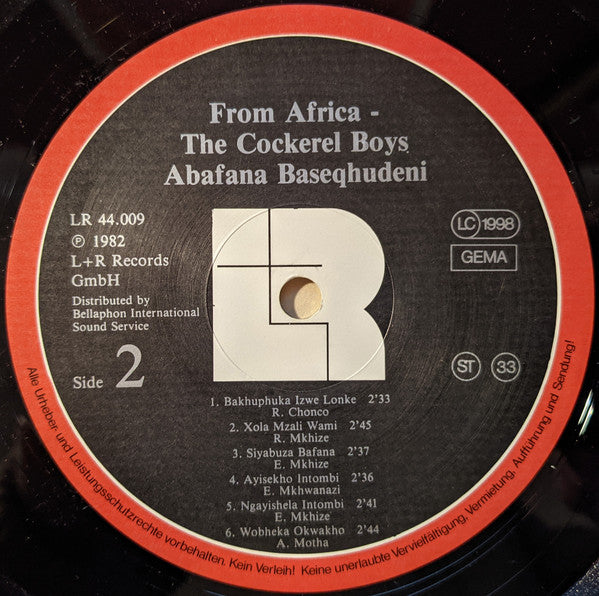 From Africa -
The Cockerel Boys
Abafana Baseqhudeni
LR 44.009
℗ 1982
L+R Records
GmbH
Distributed by
Bellaphon International
Sound Service
Side 2
LC 1998
GEMA
ST 33
LR
1. Bakhuphuka Izwe Lonke 2'33
R. Chonco
2. Xola Mzali Wami 2'45
R. Mkhize
3. Siyabuza Bafana 2'37
E. Mkhize
4. Ayisekho Intombi 2'36
E. Mkhwanazi
5. Ngayishela Intombi 2'41
E. Mkhize
6. Wobheka Okwakho 2'44
A. Motha
Alle Urheber- und Leistungsschutzrechte vorbehalten. Kein Verleih! Keine unerlaubte Vervielfältigung, Vermietung, Aufführung und Sendung!